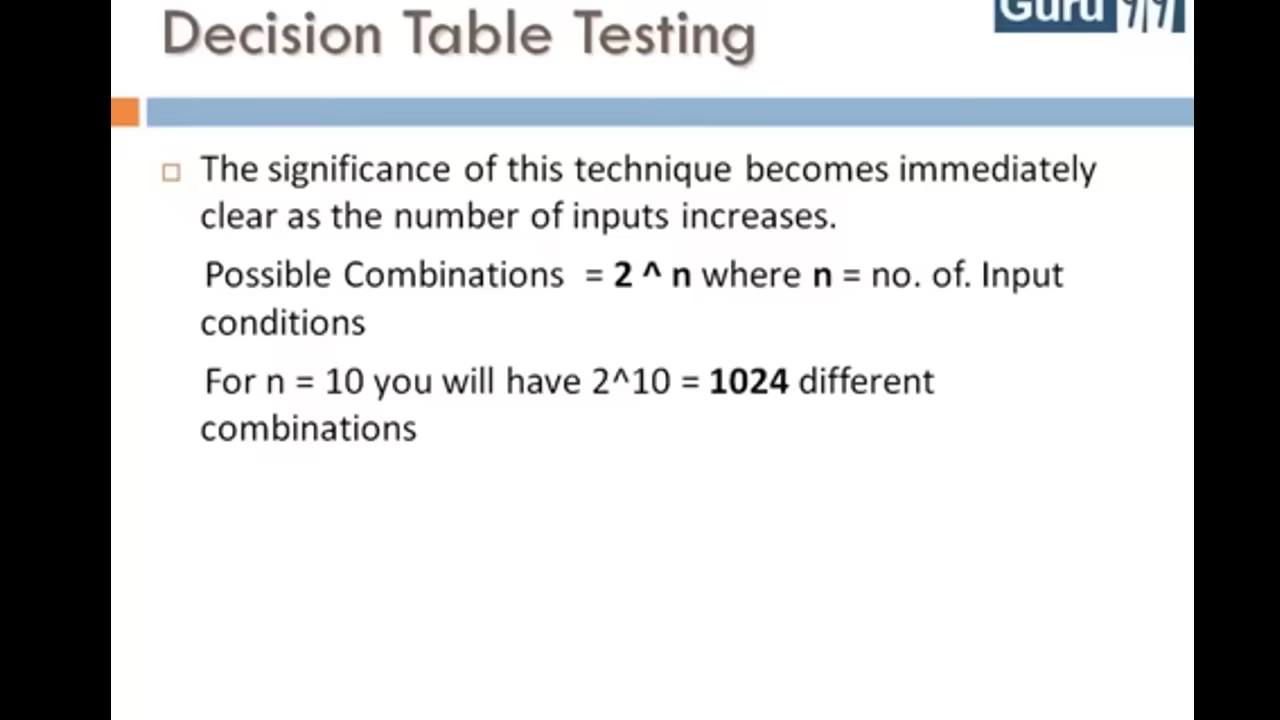 Decision Table Testing
Guru 99
The significance of this technique becomes immediately
clear as the number of inputs increases.
Possible Combinations = 2 ^ n where n = no. of. Input
conditions
For n = 10 you will have 2^10 = 1024 different
combinations